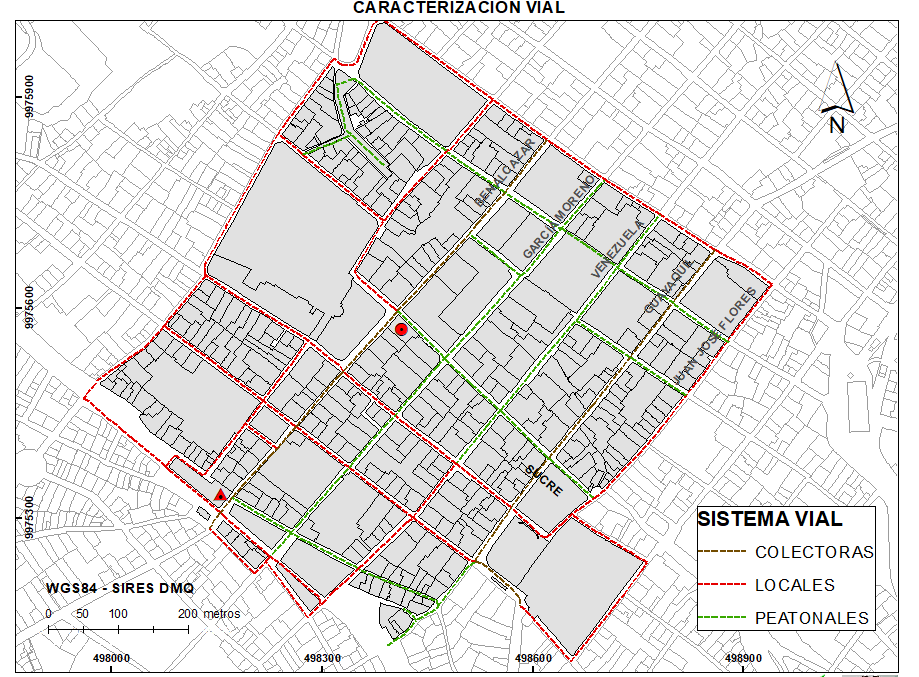 CARACTERIZACIÓN VIAL
9975900
N
BENALCAZAR
GARCIA MORENO
VENEZUELA
GUAYAQUIL
JUAN JOSE FLORES
9975600
SUCRE
9975300
SISTEMA VIAL
COLECTORAS
LOCALES
PEATONALES
WGS84 - SIRES DMQ
0 50 100 200 metros
498000 498300 498600 498900